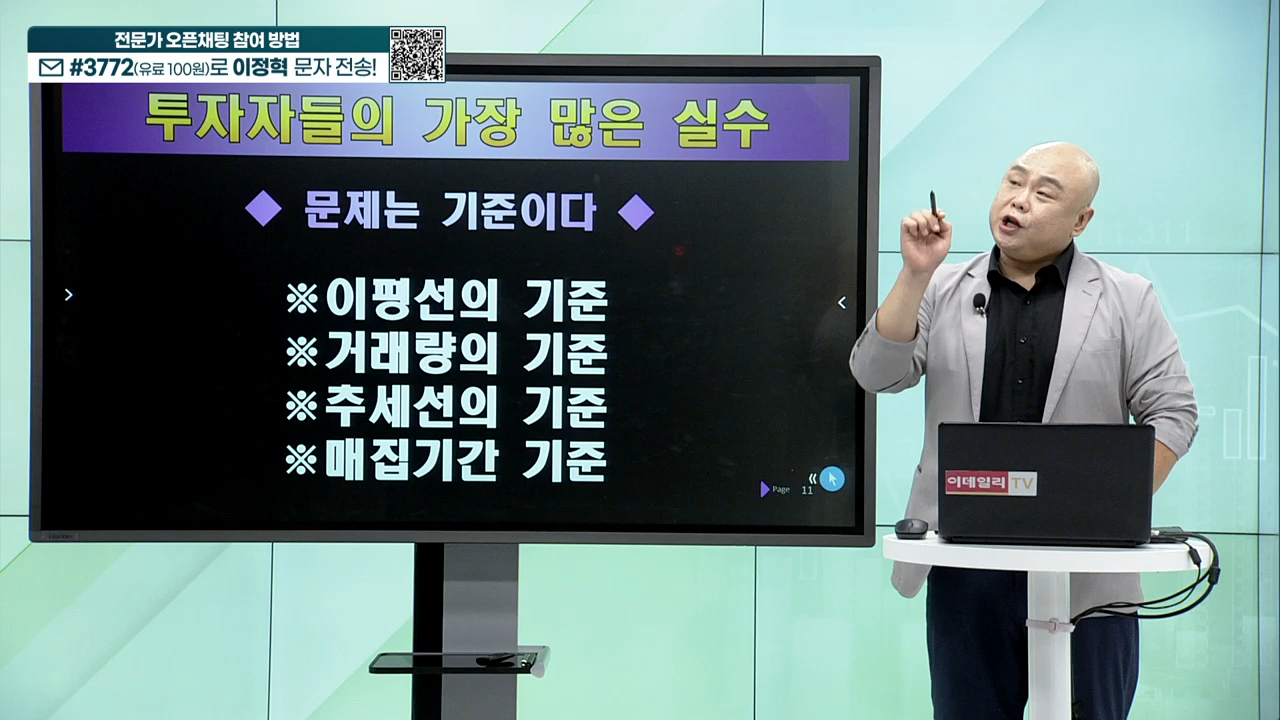 전문가 오픈채팅 참여 방법
#3772(유료 100원)로 이정혁 문자 전송!
투자자들의 가장 많은 실수
◆ 문제는 기준이다 ◆
※이평선의 기준
※거래량의 기준
※추세선의 기준
※매집기간 기준
Page 11
이데일리 TV